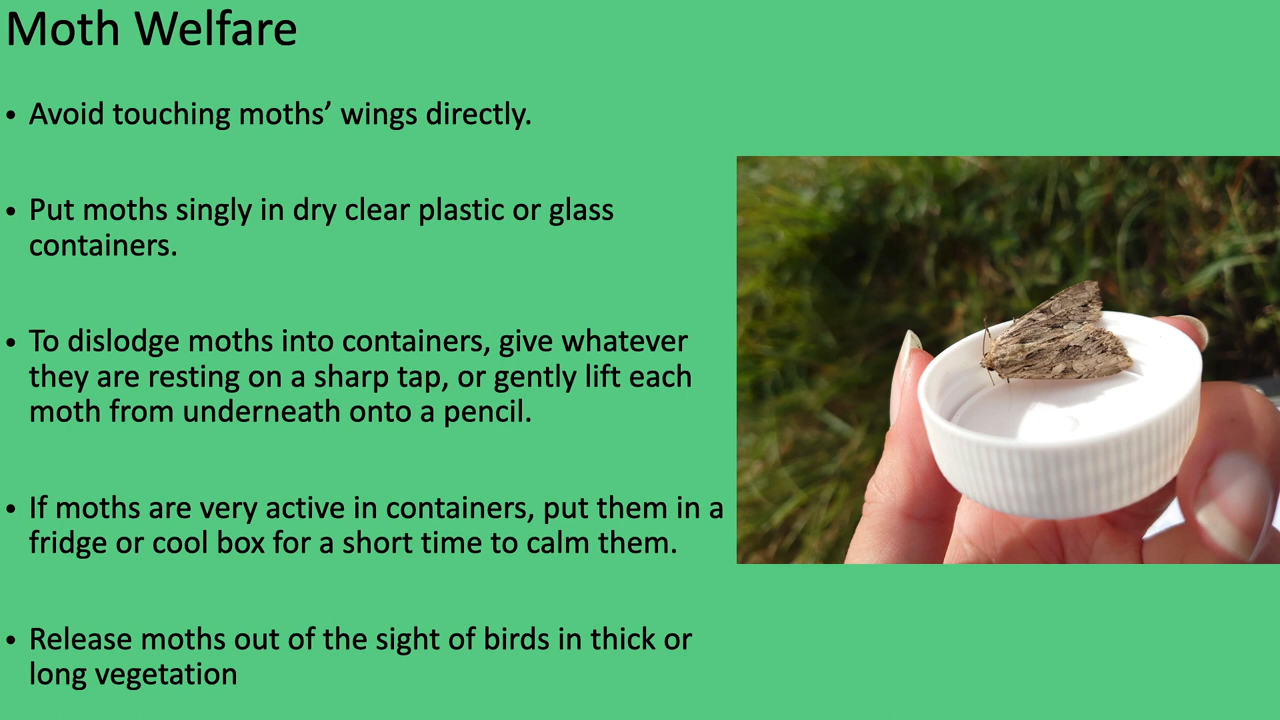 Moth Welfare
• Avoid touching moths’ wings directly.
• Put moths singly in dry clear plastic or glass
containers.
• To dislodge moths into containers, give whatever
they are resting on a sharp tap, or gently lift each
moth from underneath onto a pencil.
• If moths are very active in containers, put them in a
fridge or cool box for a short time to calm them.
• Release moths out of the sight of birds in thick or
long vegetation